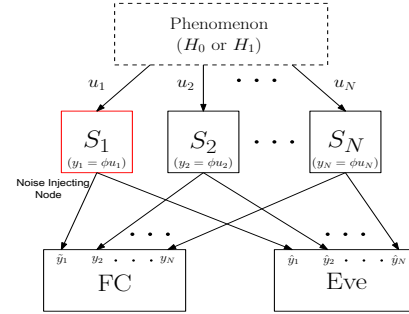 Phenomenon
(H₀ or H₁)
u₁ u₂ · · · u_N
S₁ S₂ · · · S_N
(y₁ = ϕu₁) (y₂ = ϕu₂) (y_N = ϕu_N)
Noise Injecting
Node
· · · · · ·
ỹ₁ y₂ · · · y_N ŷ₁ ŷ₂ · · · ŷ_N
FC Eve